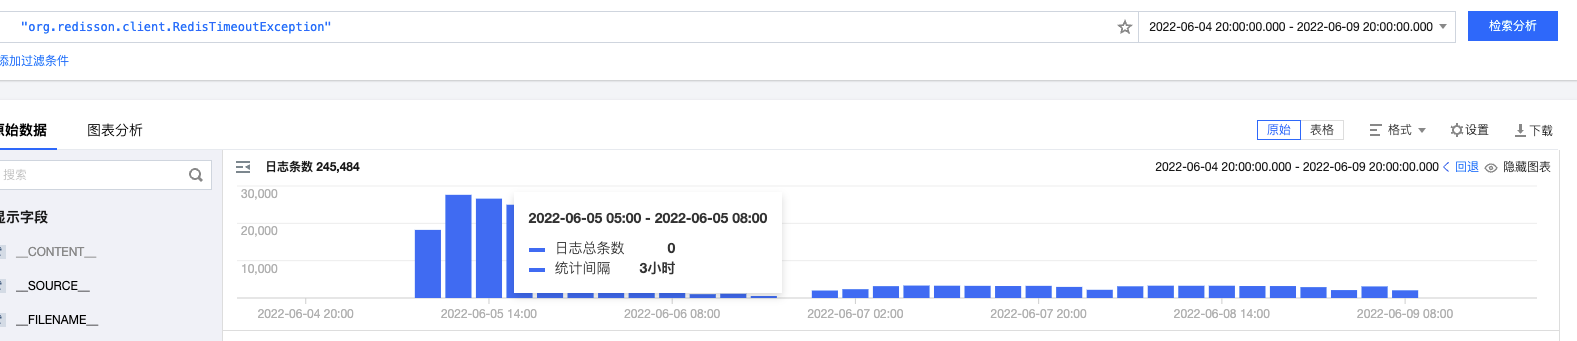 "org.redisson.client.RedisTimeoutException"
2022-06-04 20:00:00.000 - 2022-06-09 20:00:00.000
检索分析
添加过滤条件
原始数据
图表分析
原始
表格
格式
设置
下载
搜索
日志条数 245,484
2022-06-04 20:00:00.000 - 2022-06-09 20:00:00.000
< 回退
隐藏图表
显示字段
__CONTENT__
__SOURCE__
__FILENAME__
30,000
20,000
10,000
2022-06-05 05:00 - 2022-06-05 08:00
日志总条数 0
统计间隔 3小时
2022-06-04 20:00
2022-06-05 14:00
2022-06-06 08:00
2022-06-07 02:00
2022-06-07 20:00
2022-06-08 14:00
2022-06-09 08:00